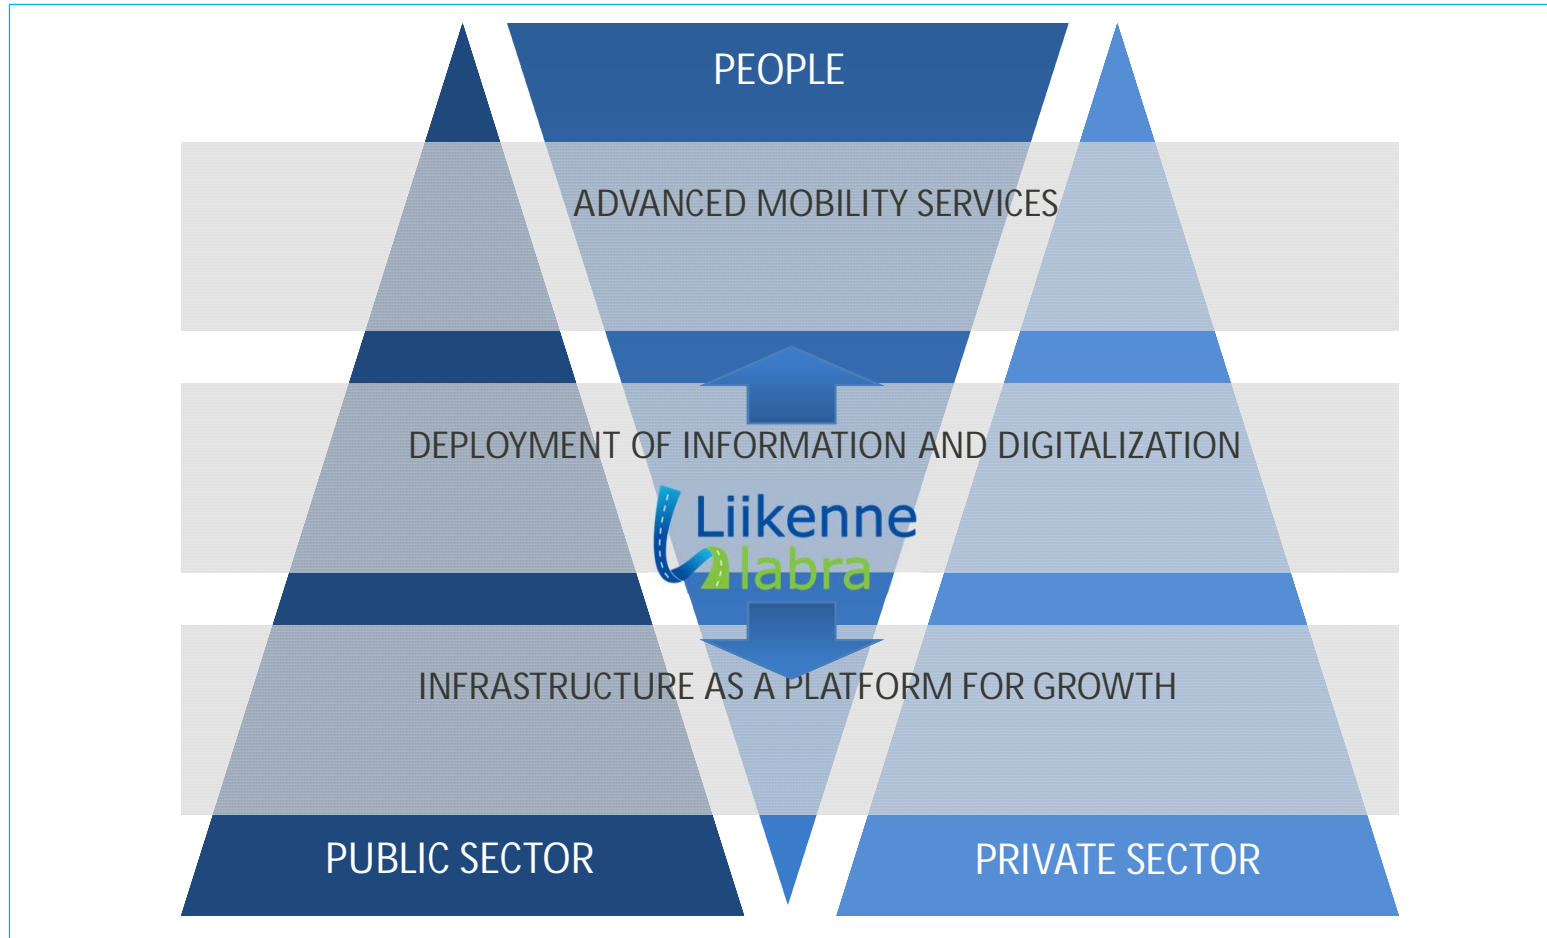 PEOPLE
ADVANCED MOBILITY SERVICES
DEPLOYMENT OF INFORMATION AND DIGITALIZATION
Liikenne
labra
INFRASTRUCTURE AS A PLATFORM FOR GROWTH
PUBLIC SECTOR
PRIVATE SECTOR